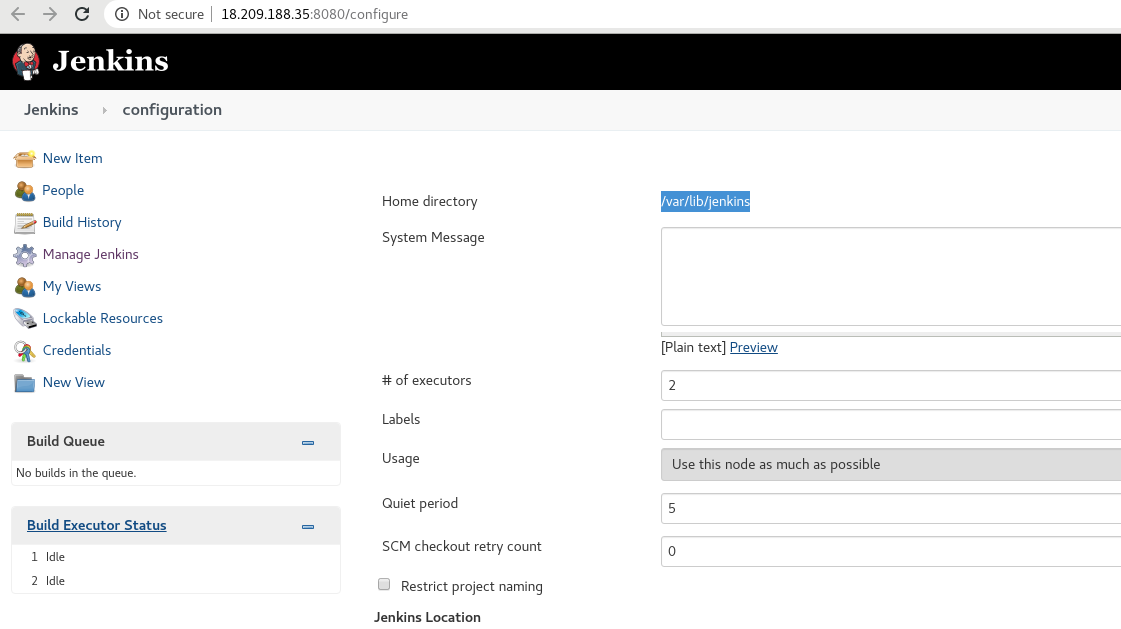 Not secure | 18.209.188.35:8080/configure
Jenkins
Jenkins configuration
New Item
People
Build History
Manage Jenkins
My Views
Lockable Resources
Credentials
New View
Build Queue
No builds in the queue.
Build Executor Status
1 Idle
2 Idle
Home directory /var/lib/jenkins
System Message
[Plain text] Preview
# of executors 2
Labels
Usage Use this node as much as possible
Quiet period 5
SCM checkout retry count 0
Restrict project naming
Jenkins Location